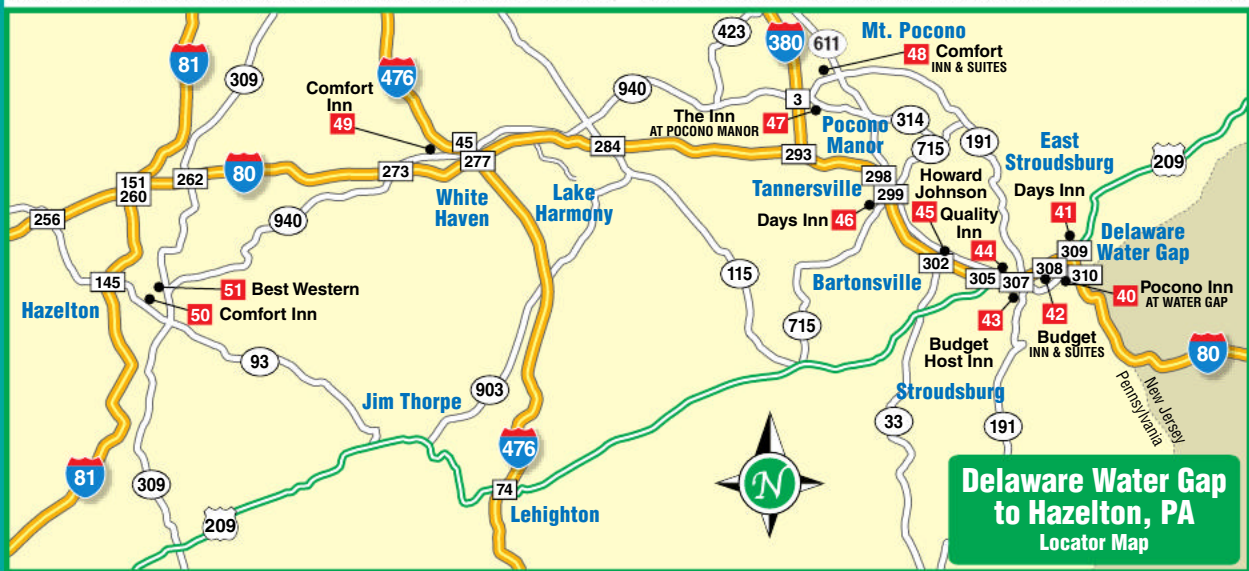 423
380
611
Mt. Pocono
48 Comfort
INN & SUITES
81
309
476
Comfort
Inn
49
940
3
The Inn
AT POCONO MANOR
47
Pocono
Manor
314
715
191
East
Stroudsburg
209
45
277
284
293
298
299
Tannersville
Howard
Johnson
45
Quality
Inn
44
Days Inn
41
151
260
262
80
273
White
Haven
Lake
Harmony
Days Inn 46
256
940
Delaware
Water Gap
309
308
310
302
305
307
145
51 Best Western
50 Comfort Inn
Hazelton
115
Bartonsville
40
Pocono Inn
AT WATER GAP
43
42
Budget
Host Inn
Budget
INN & SUITES
715
80
93
903
Jim Thorpe
Stroudsburg
New Jersey
Pennsylvania
33
191
476
81
309
209
74
Lehighton
N
Delaware Water Gap
to Hazelton, PA
Locator Map